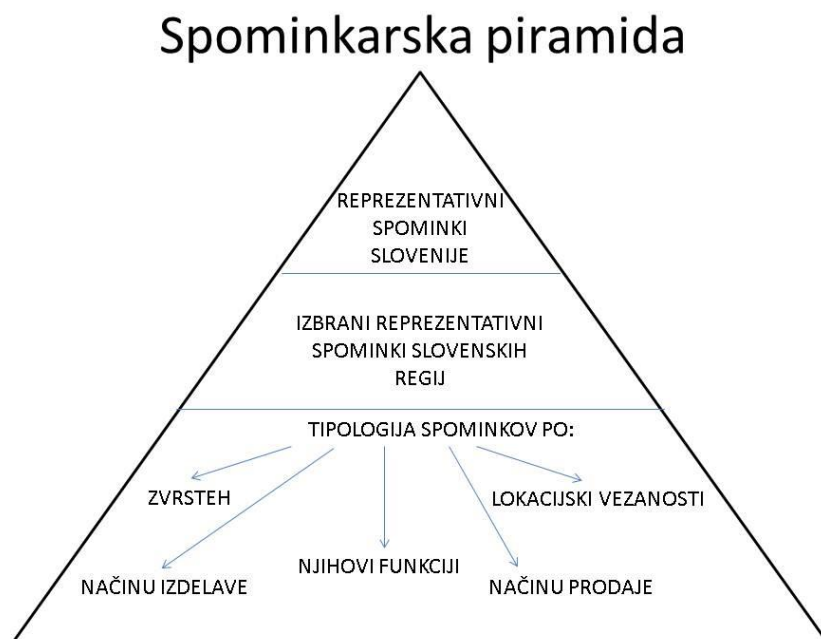 Spominkarska piramida
REPREZENTATIVNI
SPOMINKI
SLOVENIJE
IZBRANI REPREZENTATIVNI
SPOMINKI SLOVENSKIH
REGIJ
TIPOLOGIJA SPOMINKOV PO:
ZVRSTEH
LOKACIJSKI VEZANOSTI
NAČINU IZDELAVE
NJIHOVI FUNKCIJI
NAČINU PRODAJE